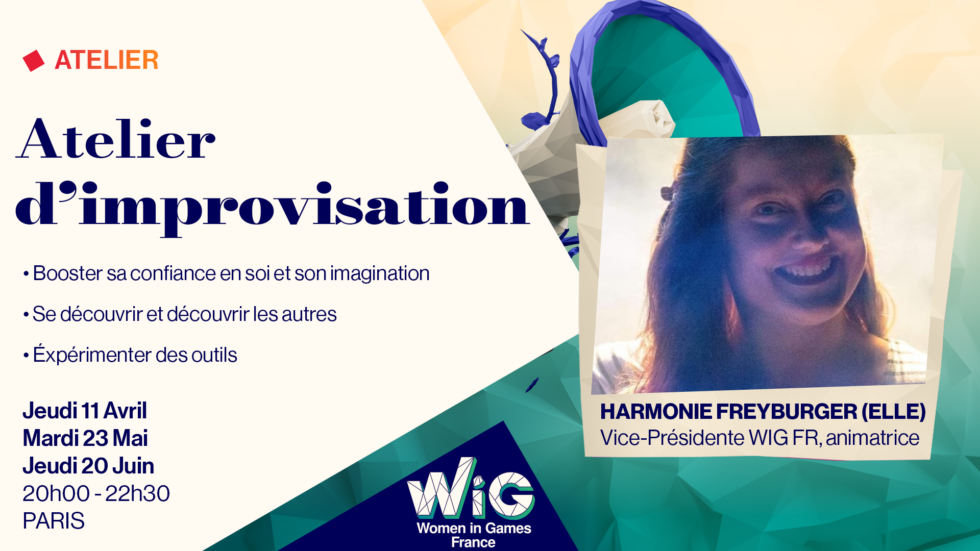 ATELIER
Atelier
d'improvisation
• Booster sa confiance en soi et son imagination
• Se découvrir et découvrir les autres
• Éxpérimenter des outils
Jeudi 11 Avril
Mardi 23 Mai
Jeudi 20 Juin
20h00 - 22h30
PARIS
HARMONIE FREYBURGER (ELLE)
Vice-Présidente WIG FR, animatrice
WiG
Women in Games
France